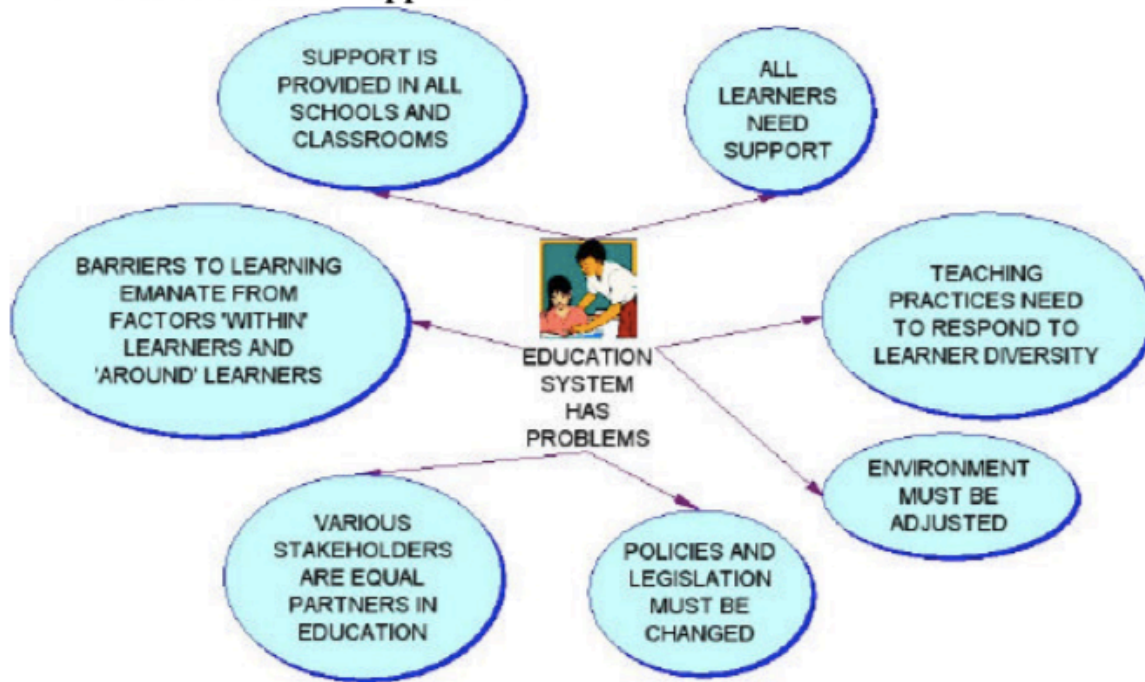 SUPPORT IS
PROVIDED IN ALL
SCHOOLS AND
CLASSROOMS
ALL
LEARNERS
NEED
SUPPORT
BARRIERS TO LEARNING
EMANATE FROM
FACTORS 'WITHIN'
LEARNERS AND
'AROUND' LEARNERS
EDUCATION
SYSTEM
HAS
PROBLEMS
TEACHING
PRACTICES NEED
TO RESPOND TO
LEARNER DIVERSITY
ENVIRONMENT
MUST BE
ADJUSTED
VARIOUS
STAKEHOLDERS
ARE EQUAL
PARTNERS IN
EDUCATION
POLICIES AND
LEGISLATION
MUST BE
CHANGED